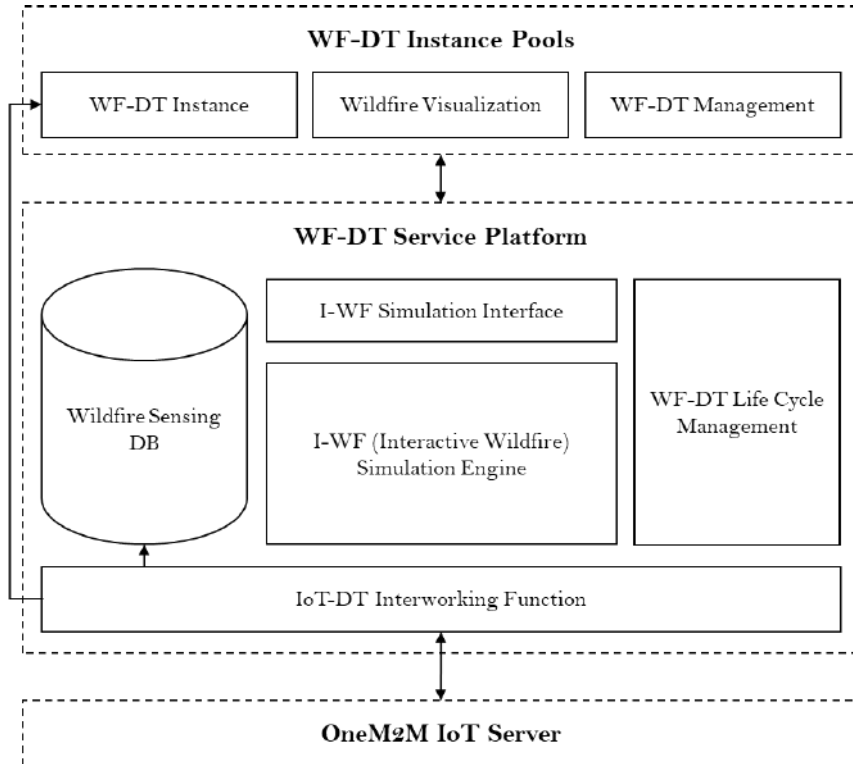 WF-DT Instance Pools
WF-DT Instance
Wildfire Visualization
WF-DT Management
WF-DT Service Platform
Wildfire Sensing
DB
I-WF Simulation Interface
I-WF (Interactive Wildfire)
Simulation Engine
WF-DT Life Cycle
Management
IoT-DT Interworking Function
OneM2M IoT Server